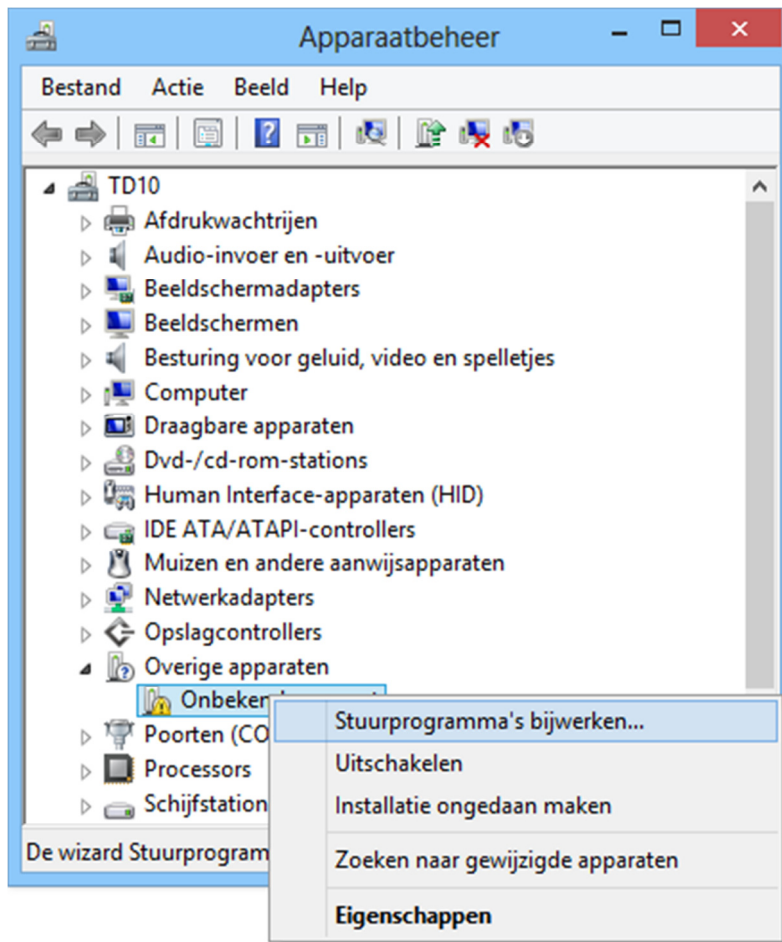 Apparaatbeheer
Bestand Actie Beeld Help
TD10
Afdrukwachtrijen
Audio-invoer en -uitvoer
Beeldschermadapters
Beeldschermen
Besturing voor geluid, video en spelletjes
Computer
Draagbare apparaten
Dvd-/cd-rom-stations
Human Interface-apparaten (HID)
IDE ATA/ATAPI-controllers
Muizen en andere aanwijsapparaten
Netwerkadapters
Opslagcontrollers
Overige apparaten
Poorten (CO
Processors
Schijfstation
De wizard Stuurprogram
Stuurprogramma's bijwerken...
Uitschakelen
Installatie ongedaan maken
Zoeken naar gewijzigde apparaten
Eigenschappen